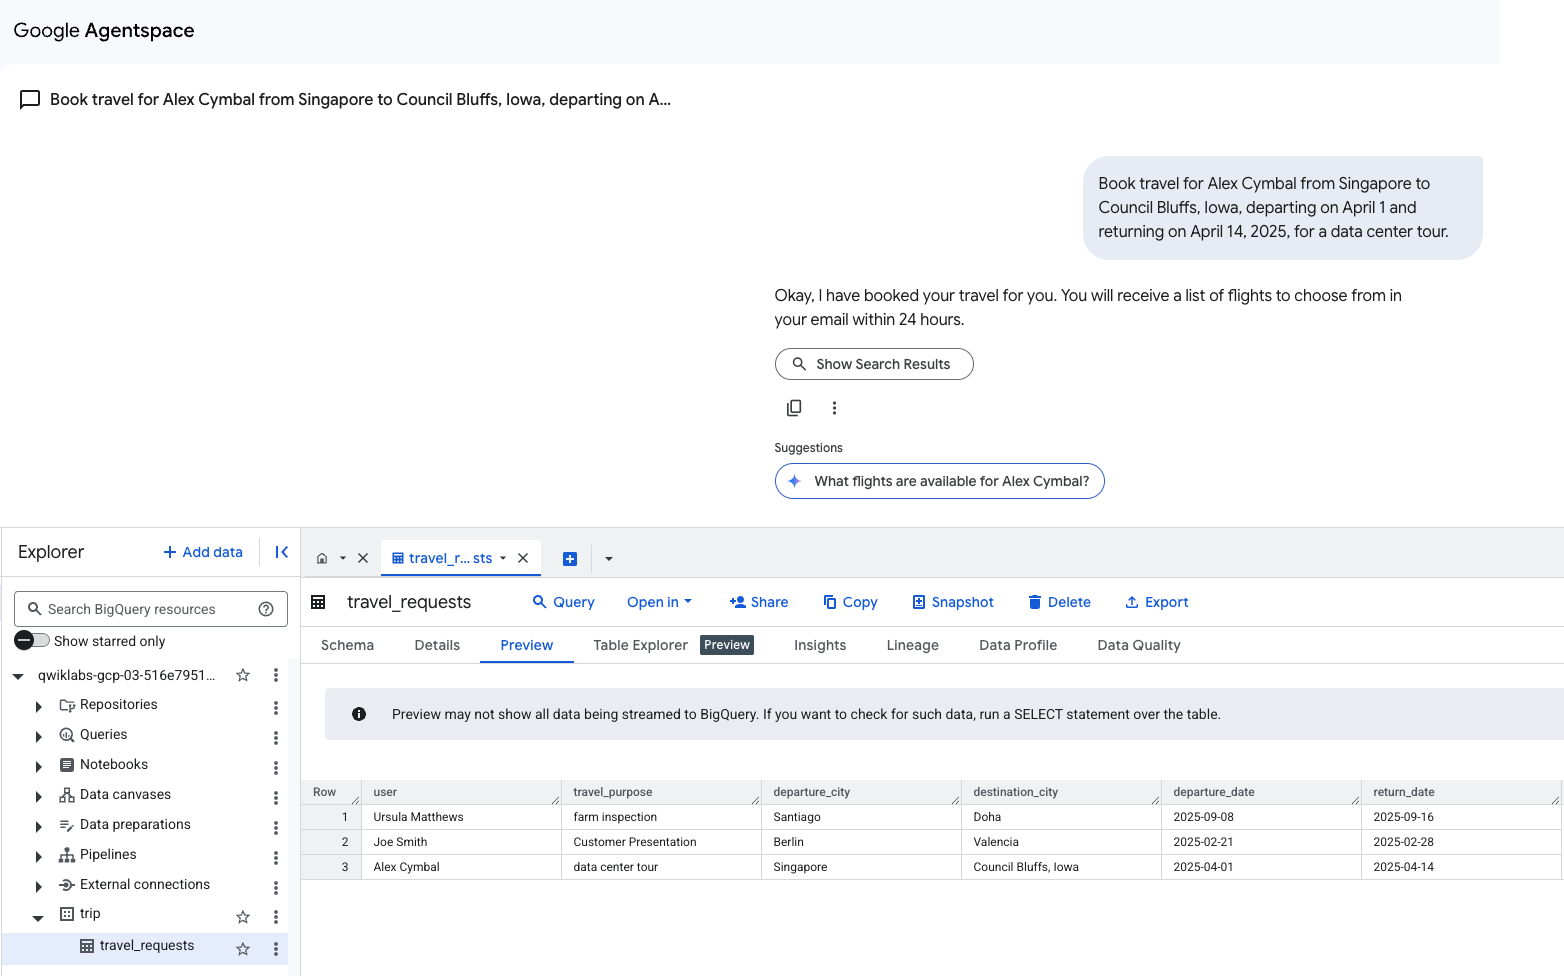 Google Agentspace
Book travel for Alex Cymbal from Singapore to Council Bluffs, Iowa, departing on A...
Book travel for Alex Cymbal from Singapore to
Council Bluffs, Iowa, departing on April 1 and
returning on April 14, 2025, for a data center tour.
Okay, I have booked your travel for you. You will receive a list of flights to choose from in
your email within 24 hours.
Show Search Results
Suggestions
What flights are available for Alex Cymbal?
Explorer
Add data
travel_r... sts
Search BigQuery resources
Show starred only
qwiklabs-gcp-03-516e7951...
Repositories
Queries
Notebooks
Data canvases
Data preparations
Pipelines
External connections
trip
travel_requests
travel_requests Query Open in Share Copy Snapshot Delete Export
Schema Details Preview Table Explorer Preview Insights Lineage Data Profile Data Quality
Preview may not show all data being streamed to BigQuery. If you want to check for such data, run a SELECT statement over the table.
Row user travel_purpose departure_city destination_city departure_date return_date
1 Ursula Matthews farm inspection Santiago Doha 2025-09-08 2025-09-16
2 Joe Smith Customer Presentation Berlin Valencia 2025-02-21 2025-02-28
3 Alex Cymbal data center tour Singapore Council Bluffs, Iowa 2025-04-01 2025-04-14